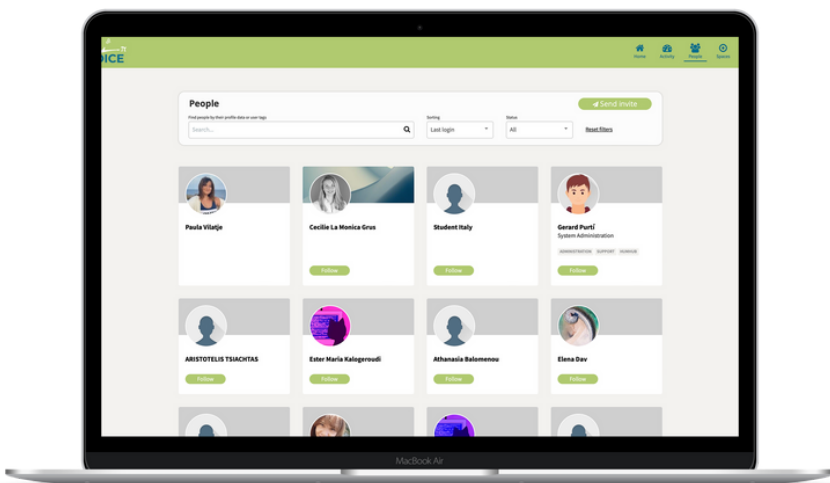 OICE
Home
Activity
People
Spaces
People
Send invite
Find people by their profile data or user tags
Sorting
Status
Search...
Last login
All
Reset filters
Paula Vilatje
Cecilie La Monica Grus
Student Italy
Gerard Purtí
System Administration
ADMINISTRATION SUPPORT HUMOUR
Follow
Follow
Follow
ARISTOTELIS TSIACHTAS
Ester Maria Kalogeroudi
Athanasia Balomenou
Elena Dav
Follow
Follow
Follow
Follow
MacBook Air